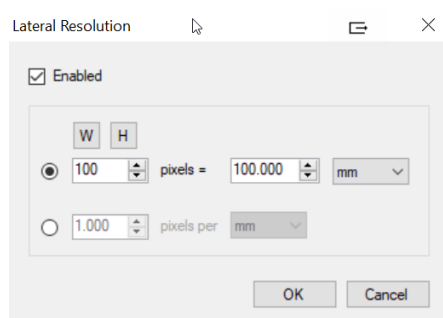 Lateral Resolution
Enabled
W H
100 pixels = 100.000 mm
1.000 pixels per mm
OK Cancel